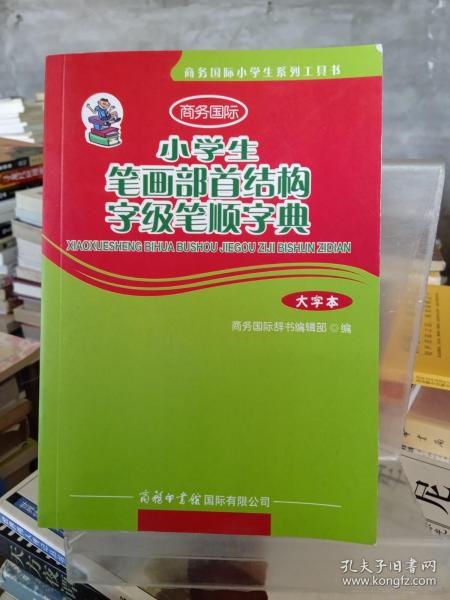 商务国际小学生系列工具书
商务国际
小学生
笔画部首结构
字级笔顺字典
XIAOXUESHENG BIHUA BUSHOU JIEGOU ZIJI BISHUN ZIDIAN
大字本
商务国际辞书编辑部 编
商务印书馆国际有限公司
尼
孔夫子旧书网
www.kongfz.com